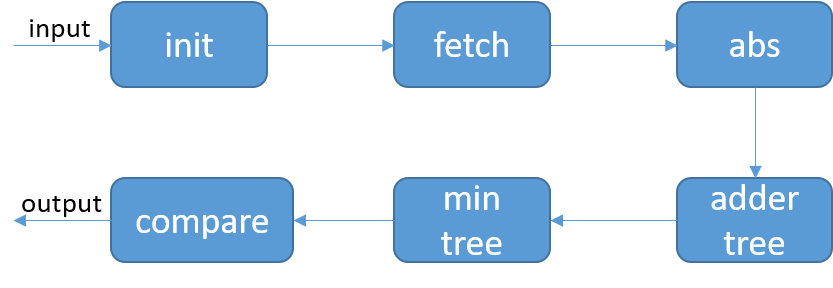 input
init
fetch
abs
adder
tree
min
tree
compare
output